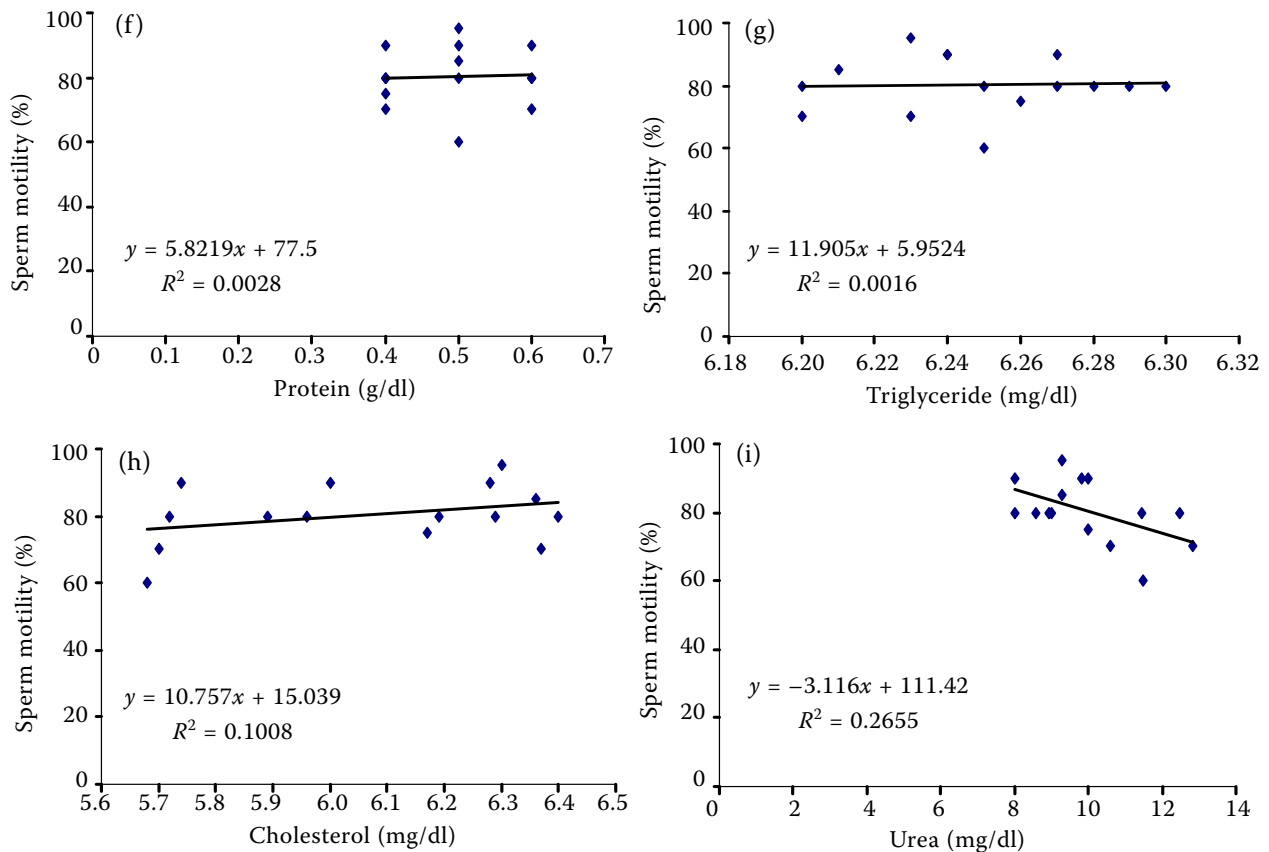 (f)
100
80
60
40
20
0
Sperm motility (%)
y = 5.8219x + 77.5
R² = 0.0028
0 0.1 0.2 0.3 0.4 0.5 0.6 0.7
Protein (g/dl)
(g)
100
80
60
40
20
0
Sperm motility (%)
y = 11.905x + 5.9524
R² = 0.0016
6.18 6.20 6.22 6.24 6.26 6.28 6.30 6.32
Triglyceride (mg/dl)
(h)
100
80
60
40
20
0
Sperm motility (%)
y = 10.757x + 15.039
R² = 0.1008
5.6 5.7 5.8 5.9 6.0 6.1 6.2 6.3 6.4 6.5
Cholesterol (mg/dl)
(i)
100
80
60
40
20
0
Sperm motility (%)
y = −3.116x + 111.42
R² = 0.2655
0 2 4 6 8 10 12 14
Urea (mg/dl)